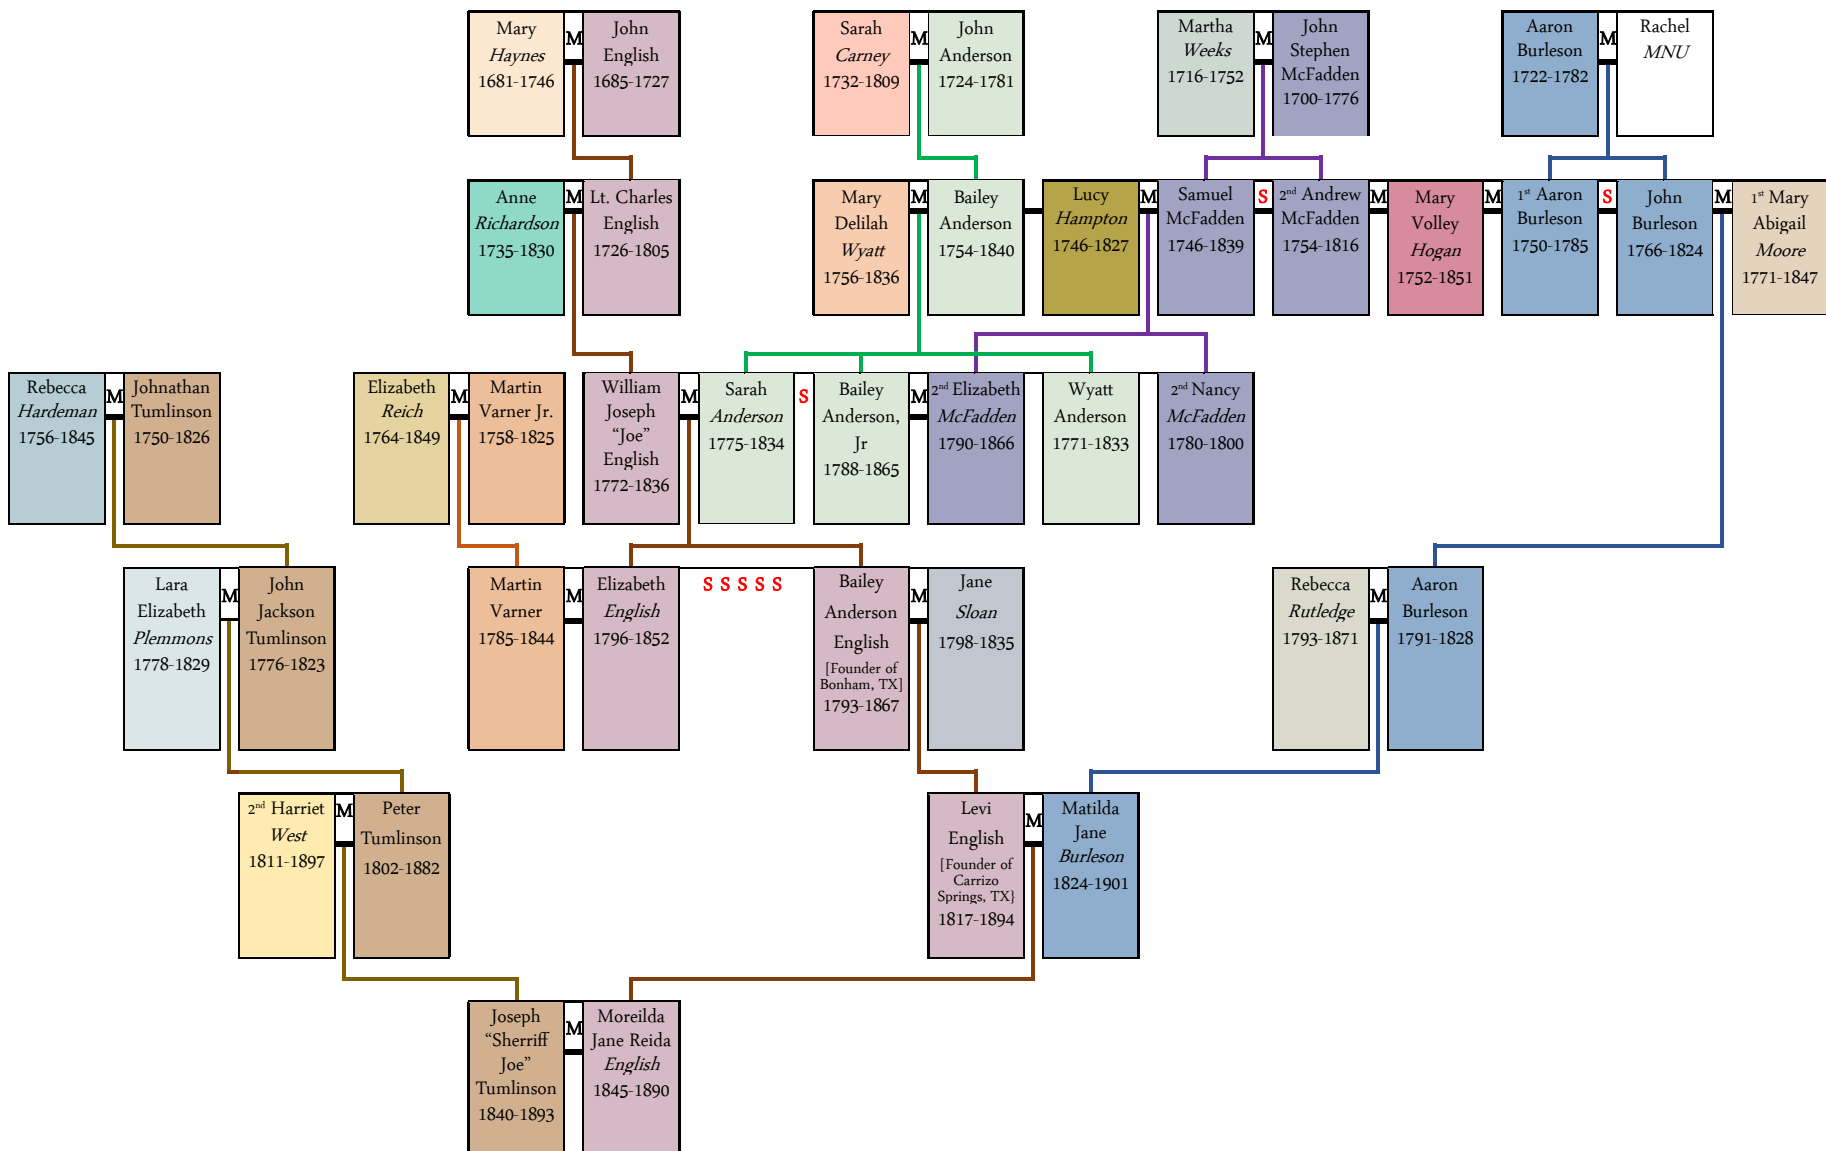 Mary
Haynes
1681-1746
M
John
English
1685-1727
Sarah
Carney
1732-1809
M
John
Anderson
1724-1781
Martha
Weeks
1716-1752
M
John
Stephen
McFadden
1700-1776
Aaron
Burleson
1722-1782
M
Rachel
MNU
Anne
Richardson
1735-1830
M
Lt. Charles
English
1726-1805
Mary
Delilah
Wyatt
1756-1836
M
Bailey
Anderson
1754-1840
Lucy
Hampton
1746-1827
M
Samuel
McFadden
1746-1839
S
2nd Andrew
McFadden
1754-1816
M
Mary
Volley
Hogan
1752-1851
M
1st Aaron
Burleson
1750-1785
S
John
Burleson
1766-1824
M
1st Mary
Abigail
Moore
1771-1847
Rebecca
Hardeman
1756-1845
M
Johnathan
Tumlinson
1750-1826
Elizabeth
Reich
1764-1849
M
Martin
Varner Jr.
1758-1825
William
Joseph
“Joe”
English
1772-1836
M
Sarah
Anderson
1775-1834
S
Bailey
Anderson,
Jr
1788-1865
M
2nd Elizabeth
McFadden
1790-1866
Wyatt
Anderson
1771-1833
2nd Nancy
McFadden
1780-1800
Lara
Elizabeth
Plemmons
1778-1829
M
John
Jackson
Tumlinson
1776-1823
Martin
Varner
1785-1844
M
Elizabeth
English
1796-1852
S S S S S
Bailey
Anderson
English
[Founder of
Bonham, TX]
1793-1867
M
Jane
Sloan
1798-1835
Rebecca
Rutledge
1793-1871
M
Aaron
Burleson
1791-1828
2nd Harriet
West
1811-1897
M
Peter
Tumlinson
1802-1882
Levi
English
[Founder of
Carrizo
Springs, TX}
1817-1894
M
Matilda
Jane
Burleson
1824-1901
Joseph
“Sherriff
Joe”
Tumlinson
1840-1893
M
Moreilda
Jane Reida
English
1845-1890